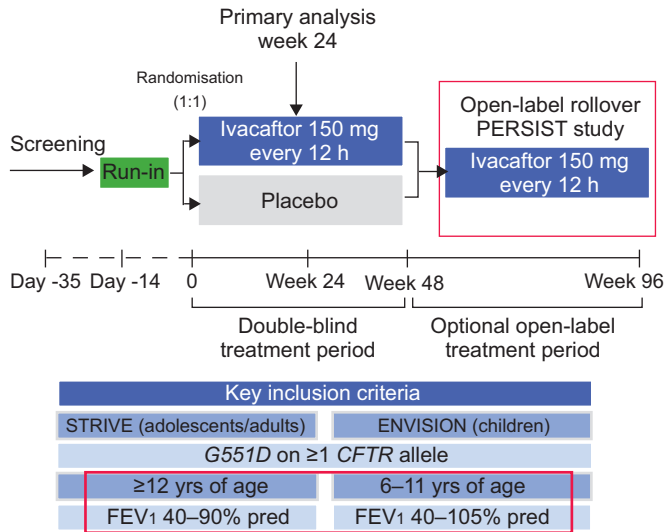 Primary analysis
week 24
Randomisation
(1:1)
Screening
Run-in
Ivacaftor 150 mg
every 12 h
Placebo
Open-label rollover
PERSIST study
Ivacaftor 150 mg
every 12 h
Day -35 Day -14 0 Week 24 Week 48 Week 96
Double-blind
treatment period
Optional open-label
treatment period
Key inclusion criteria
STRIVE (adolescents/adults) ENVISION (children)
G551D on ≥1 CFTR allele
≥12 yrs of age 6–11 yrs of age
FEV1 40–90% pred FEV1 40–105% pred